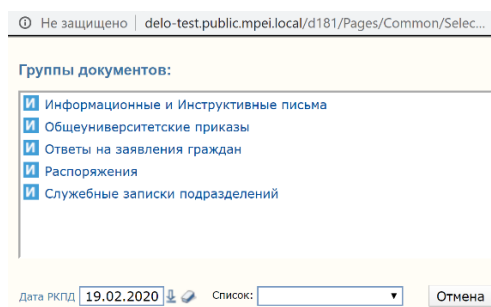 Не защищено | delo-test.public.mpei.local/d181/Pages/Common/Selec...
Группы документов:
И Информационные и Инструктивные письма
И Общеуниверситетские приказы
И Ответы на заявления граждан
И Распоряжения
И Служебные записки подразделений
Дата РКПД 19.02.2020 Список: Отмена